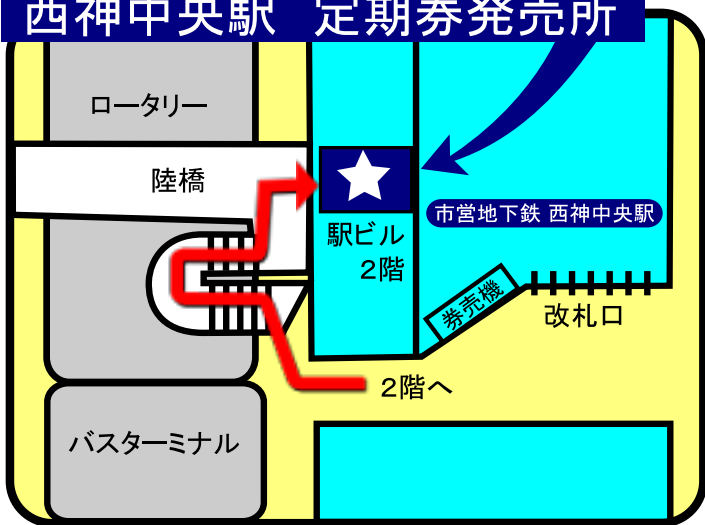 西神中央駅 定期券発売所
ロータリー
陸橋
市営地下鉄 西神中央駅
駅ビル
２階
券売機
改札口
２階へ
バスターミナル